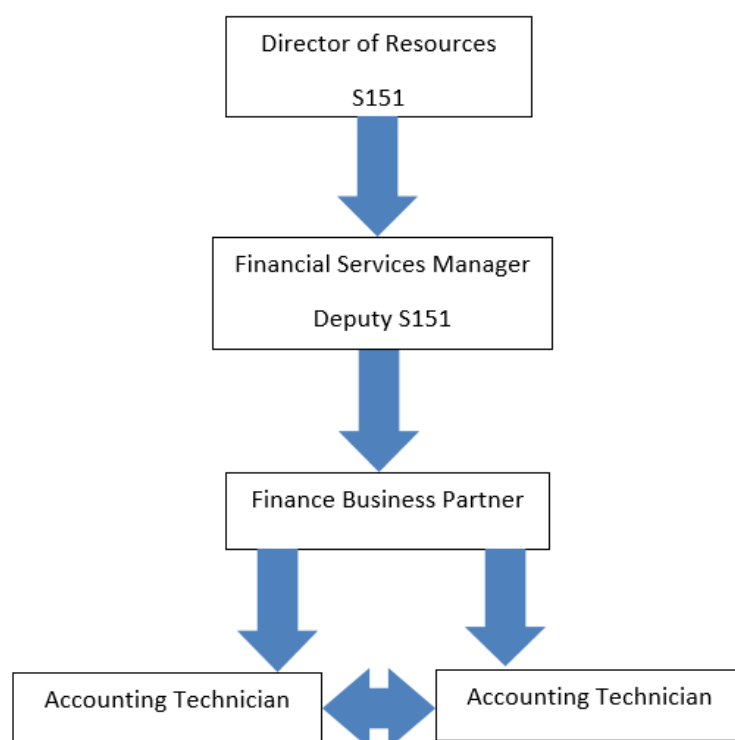 Director of Resources
S151
Financial Services Manager
Deputy S151
Finance Business Partner
Accounting Technician
Accounting Technician